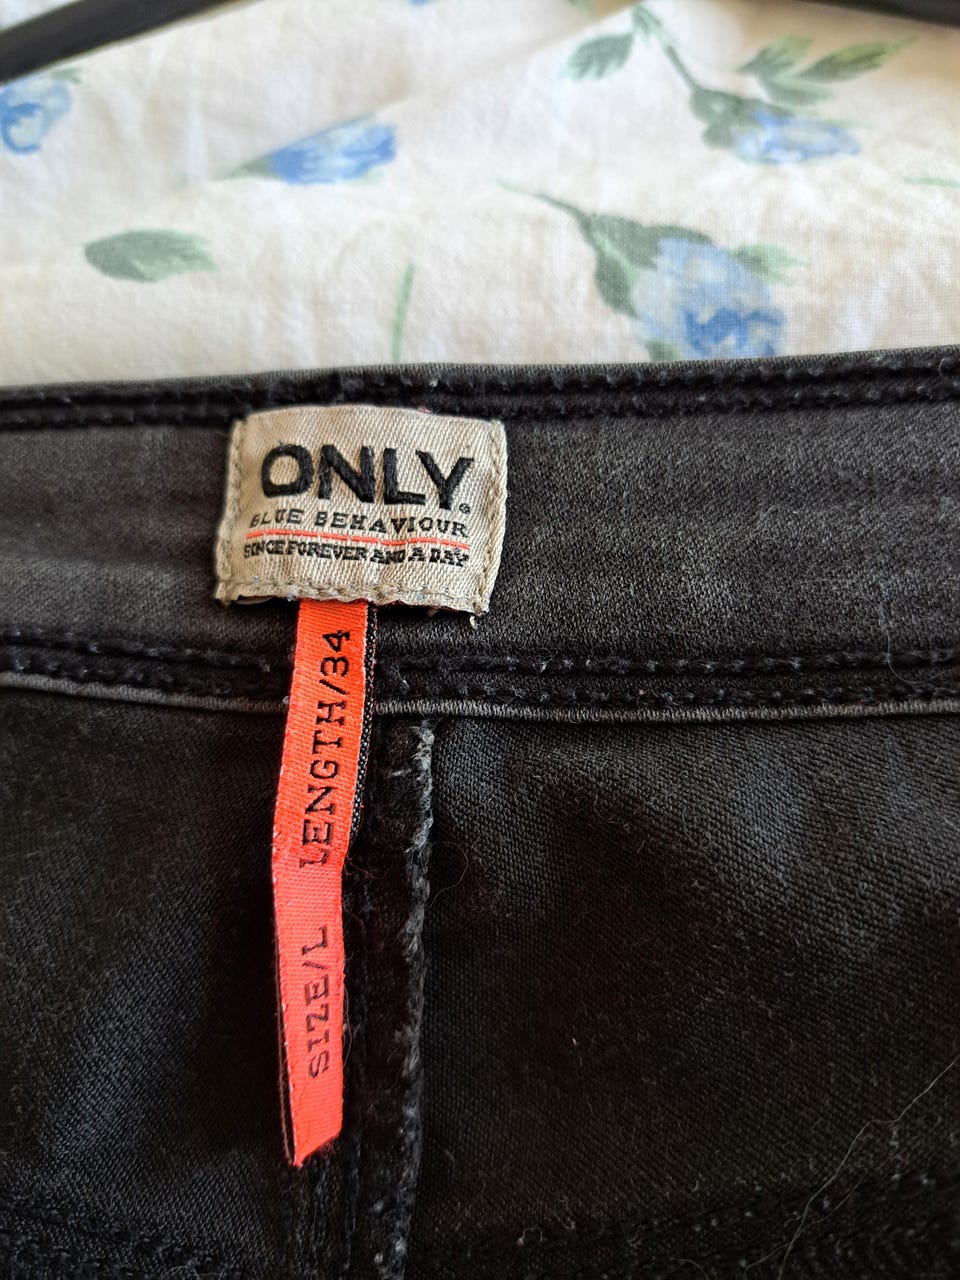 ONLY®
BLUE BEHAVIOUR
SINCE FOREVER AND A DAY
SIZE/L LENGTH/34